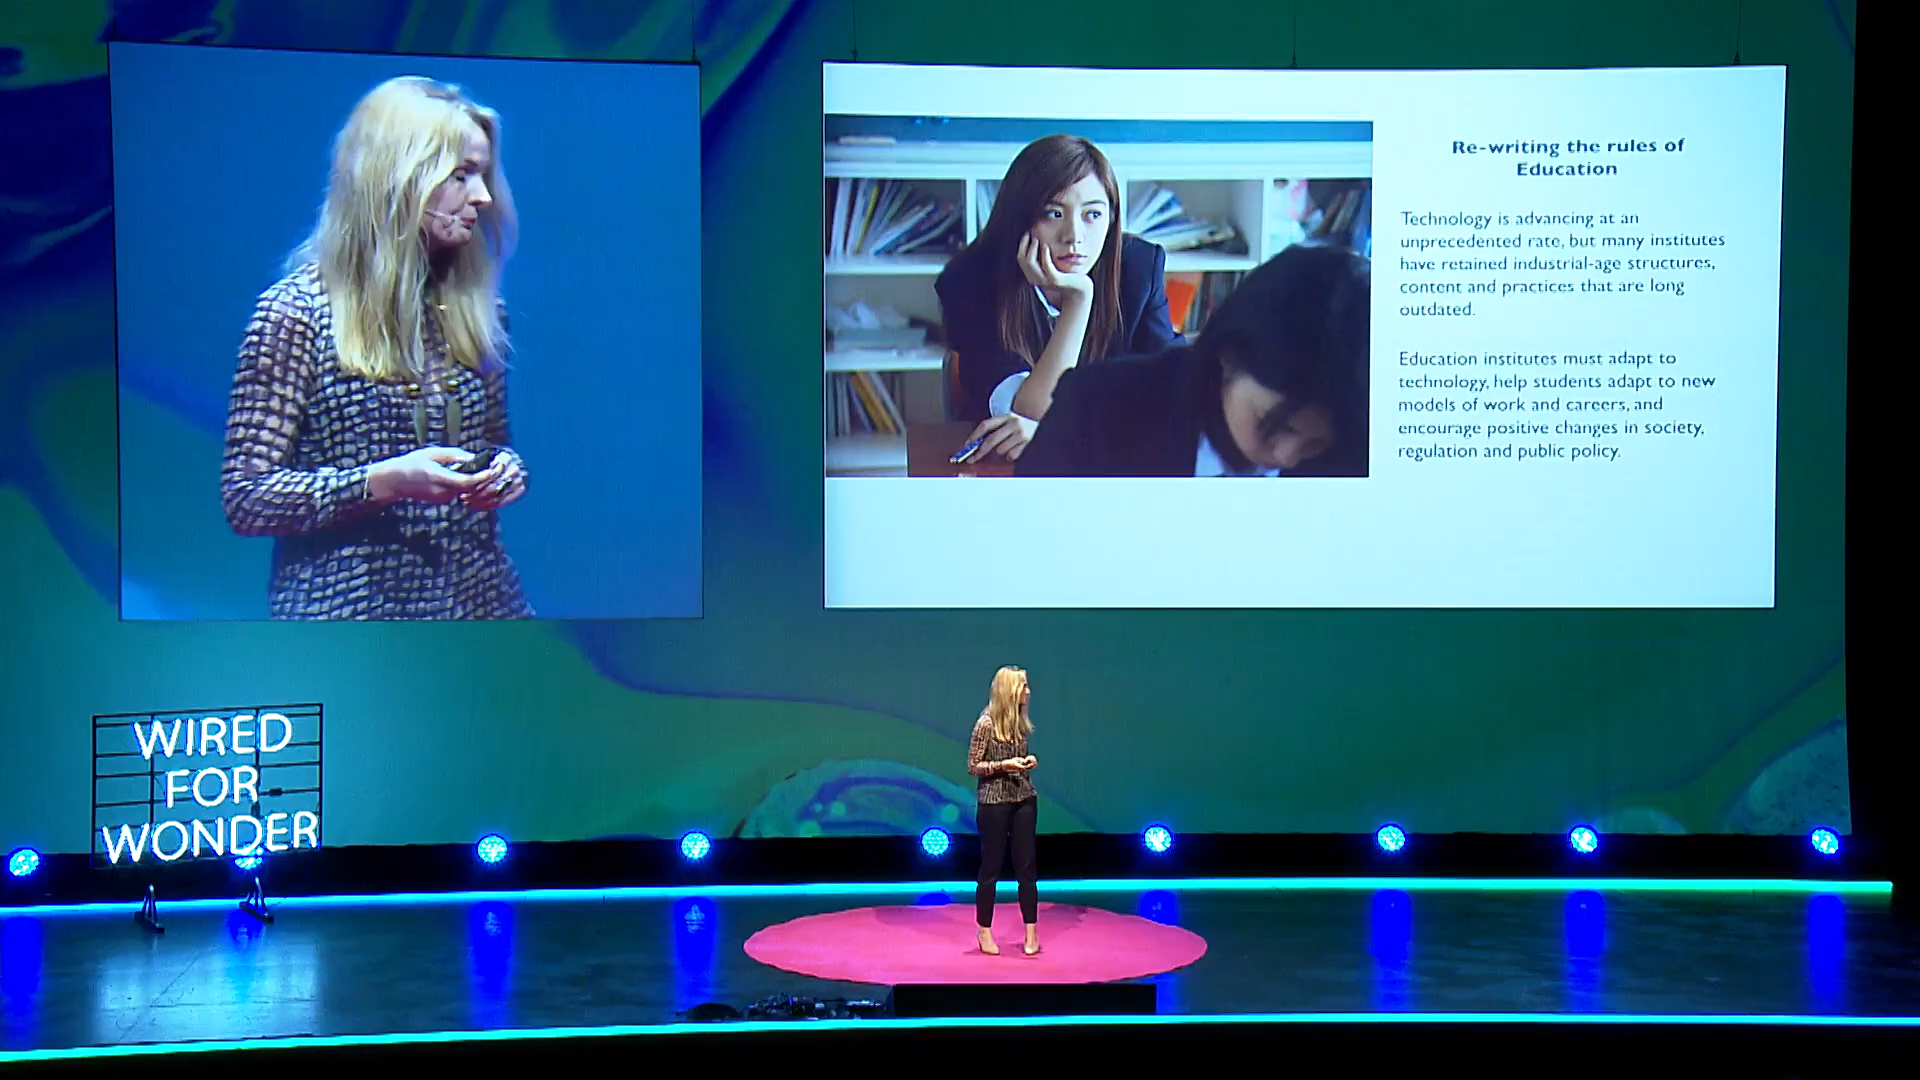 Re-writing the rules of
Education
Technology is advancing at an
unprecedented rate, but many institutes
have retained industrial-age structures,
content and practices that are long
outdated.
Education institutes must adapt to
technology, help students adapt to new
models of work and careers, and
encourage positive changes in society,
regulation and public policy.
WIRED
FOR
WONDER